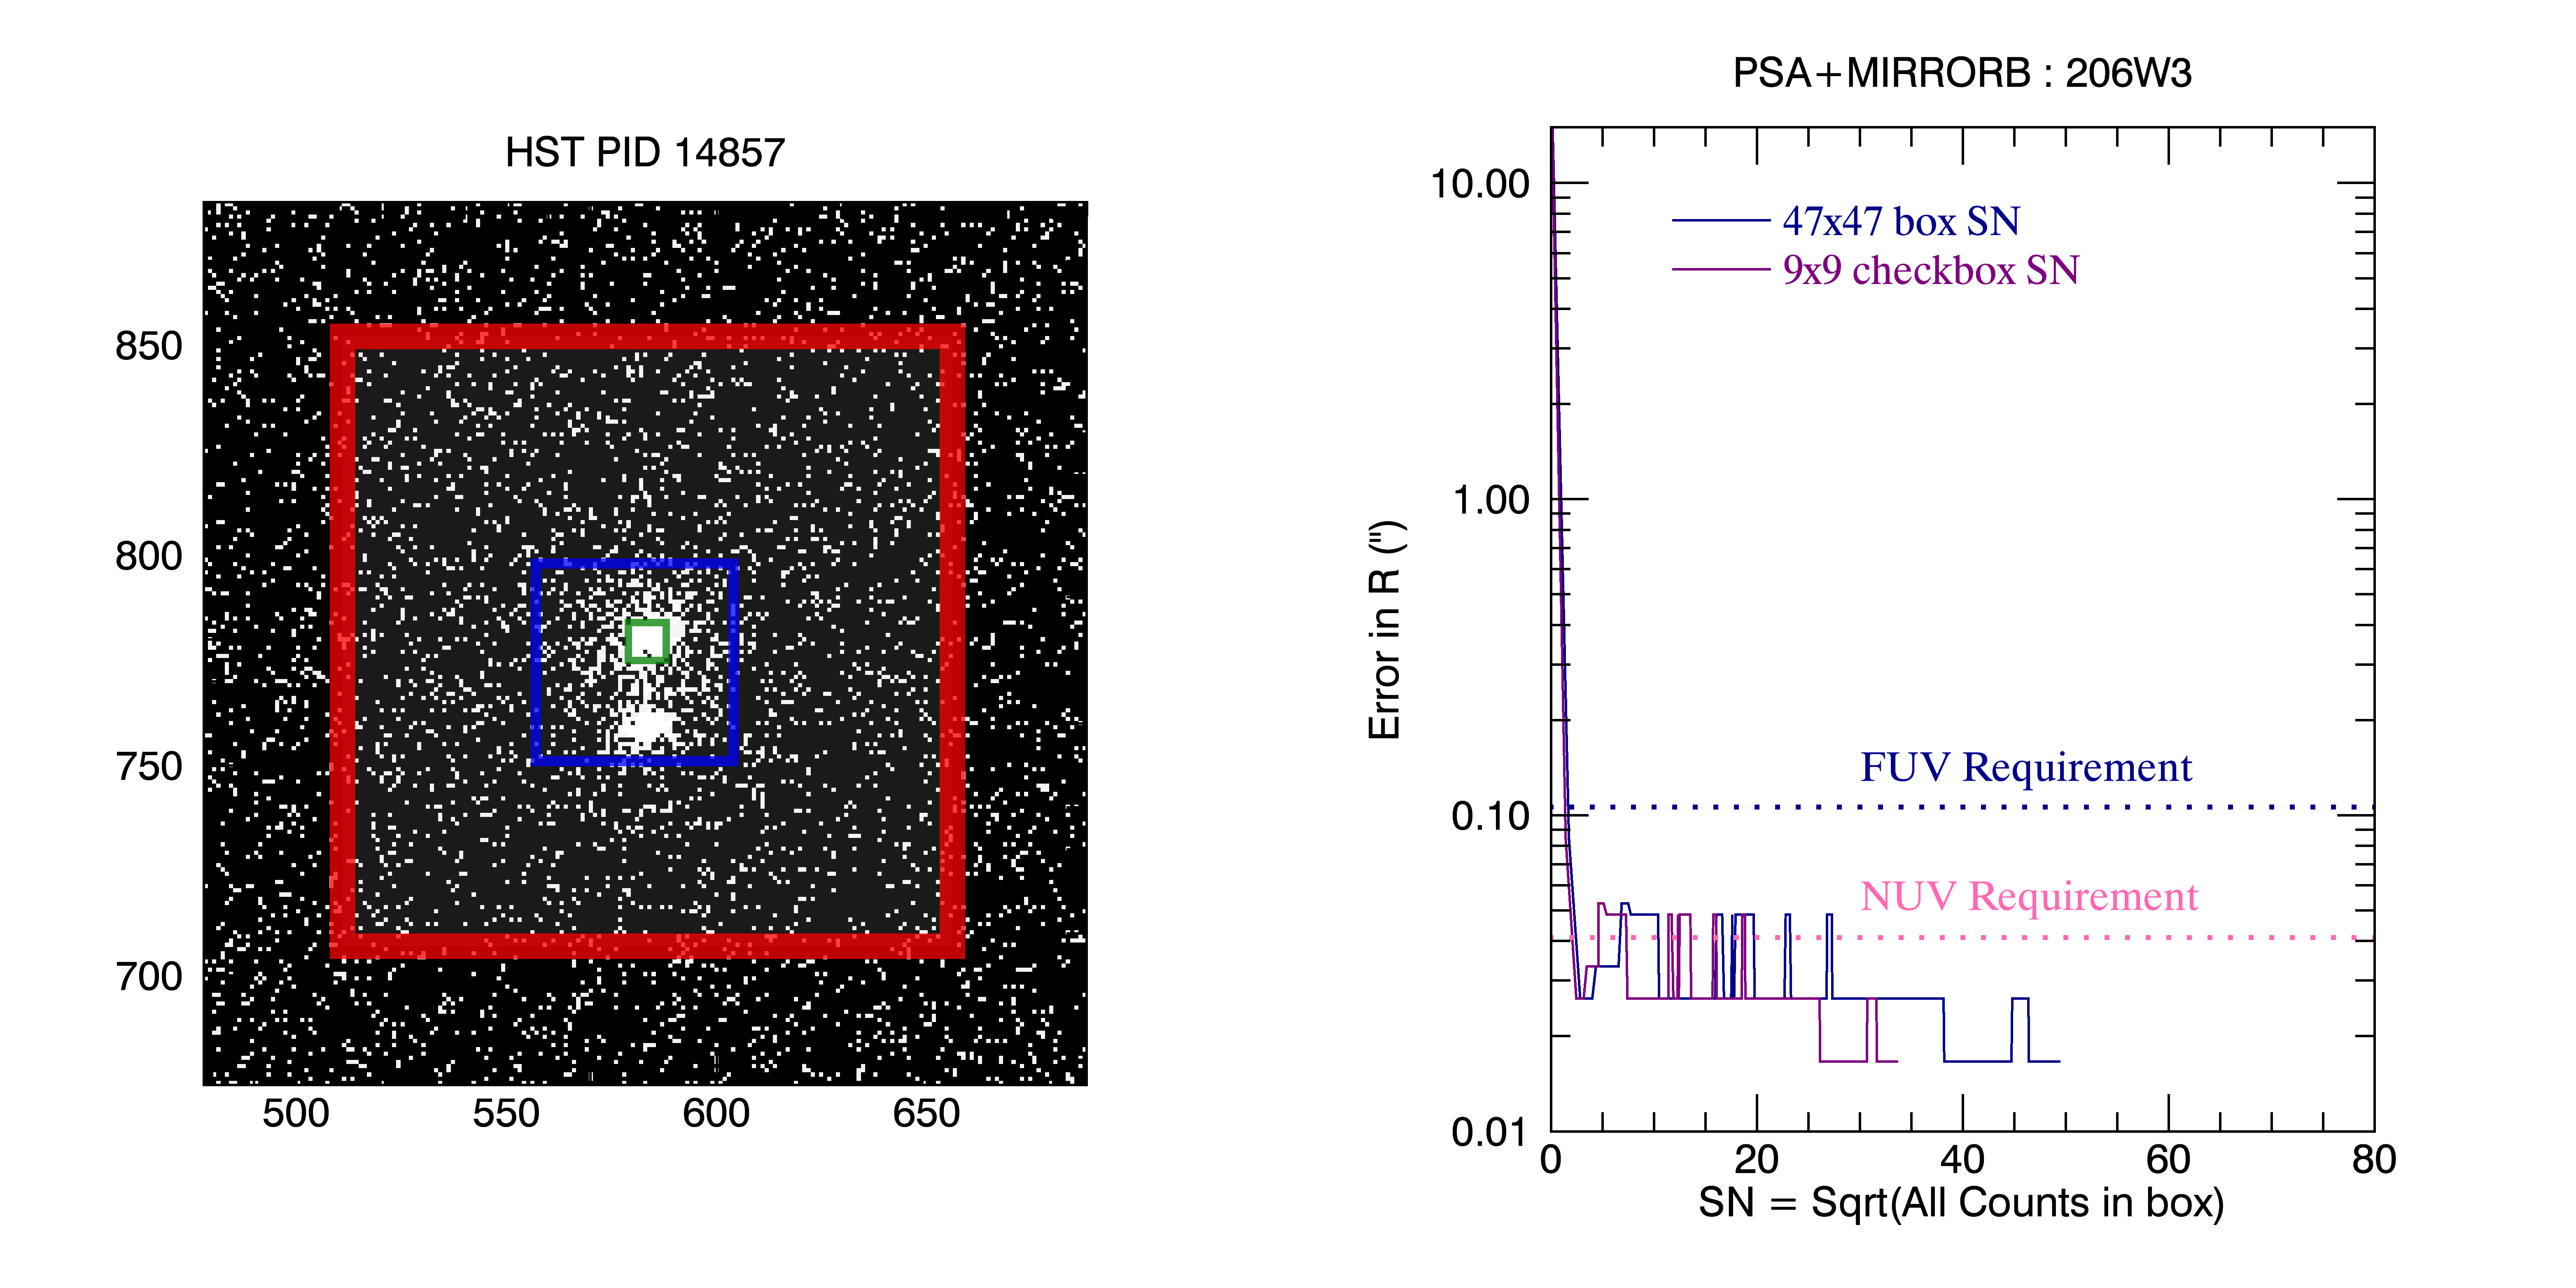 HST PID 14857
850
800
750
700
500 550 600 650
PSA+MIRRORB : 206W3
10.00
1.00
0.10
0.01
Error in R (")
47x47 box SN
9x9 checkbox SN
FUV Requirement
NUV Requirement
0 20 40 60 80
SN = Sqrt(All Counts in box)